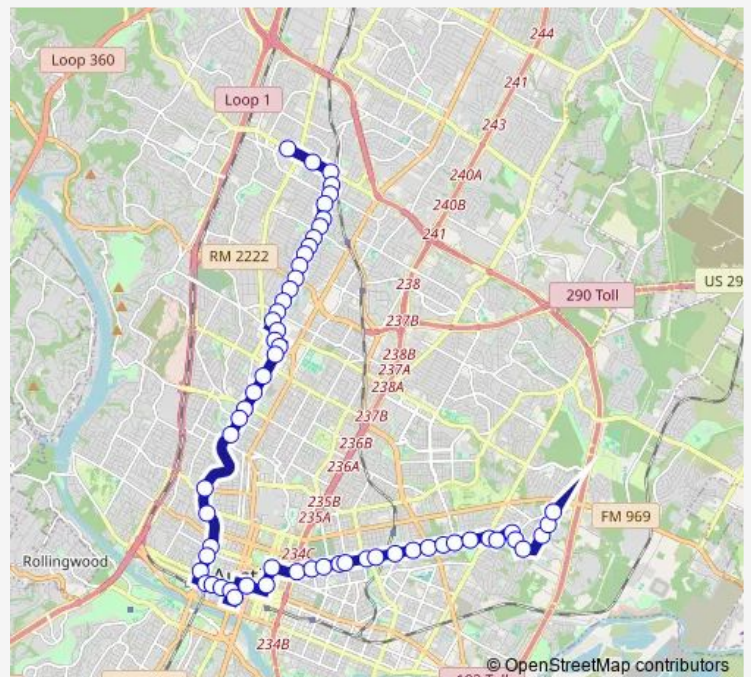 244
Loop 360
241
Loop 1
243
240A
240B
241
RM 2222
US 29
238
290 Toll
237B
238B
237A
238A
237B
236B
236A
235B
235A
FM 969
234C
Rollingwood
234B
© OpenStreetMap contributors